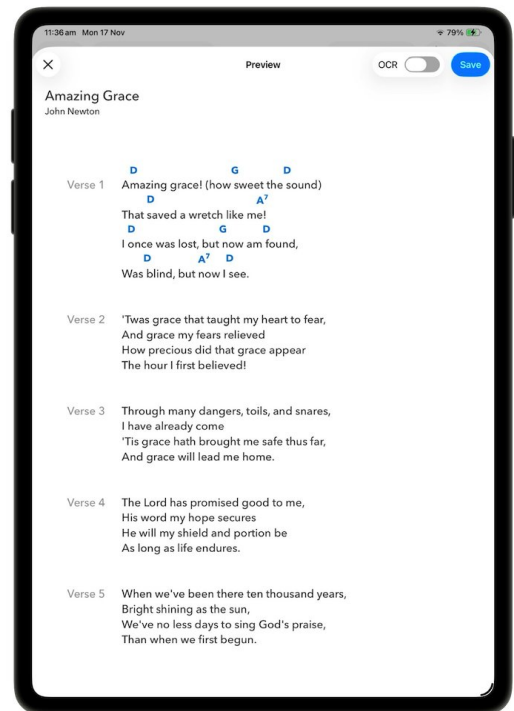 11:36 am Mon 17 Nov 79%
Preview
OCR
Save
Amazing Grace
John Newton
D G D
Verse 1 Amazing grace! (how sweet the sound)
D A7
That saved a wretch like me!
D G D
I once was lost, but now am found,
D A7 D
Was blind, but now I see.
Verse 2 'Twas grace that taught my heart to fear,
And grace my fears relieved
How precious did that grace appear
The hour I first believed!
Verse 3 Through many dangers, toils, and snares,
I have already come
'Tis grace hath brought me safe thus far,
And grace will lead me home.
Verse 4 The Lord has promised good to me,
His word my hope secures
He will my shield and portion be
As long as life endures.
Verse 5 When we've been there ten thousand years,
Bright shining as the sun,
We've no less days to sing God's praise,
Than when we first begun.